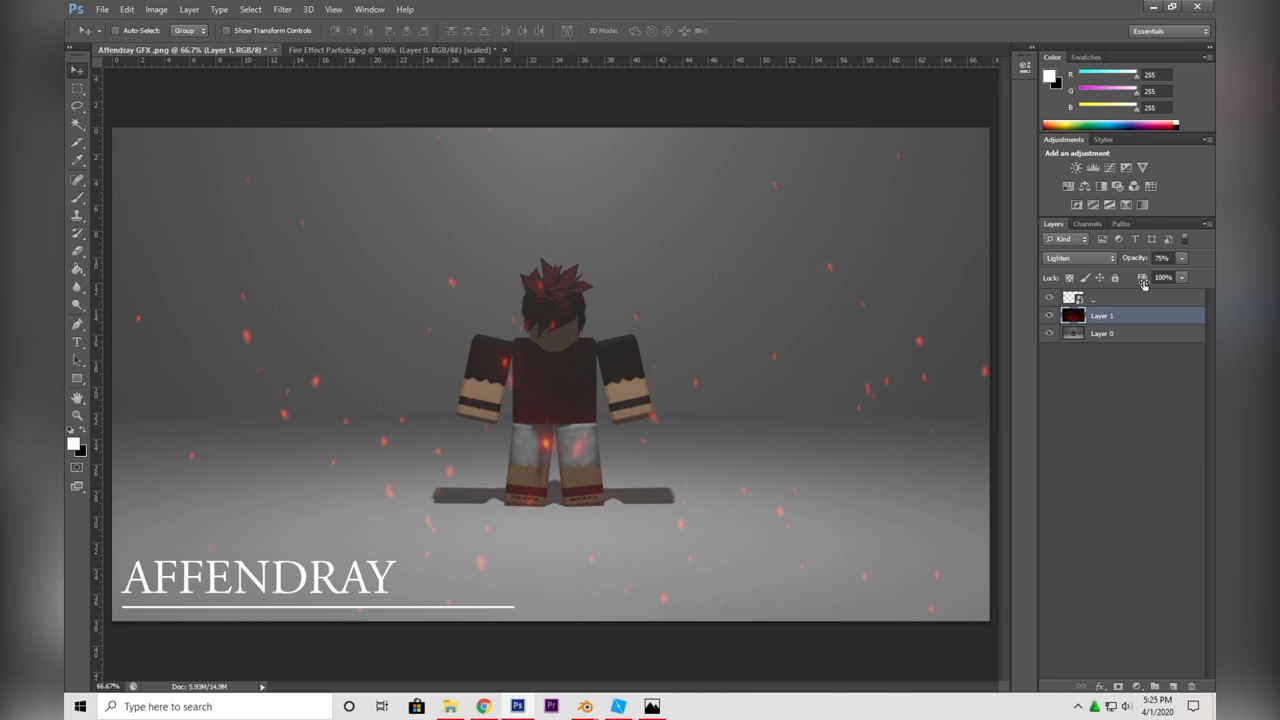 Ps File Edit Image Layer Type Select Filter 3D View Window Help
Auto-Select: Group Show Transform Controls 3D Mode: Essentials
Affendray GFX .png @ 66.7% (Layer 1, RGB/8) * × Fire Effect Particle.jpg @ 100% (Layer 0, RGB/8#) [scaled] * ×
Color Swatches
R 255
G 255
B 255
Adjustments Styles
Add an adjustment
Layers Channels Paths
Kind
Lighten Opacity: 75%
Lock: Fill: 100%
_
Layer 1
Layer 0
AFFENDRAY
66.67% Doc: 5.93M/14.9M
Type here to search
5:25 PM
4/1/2020